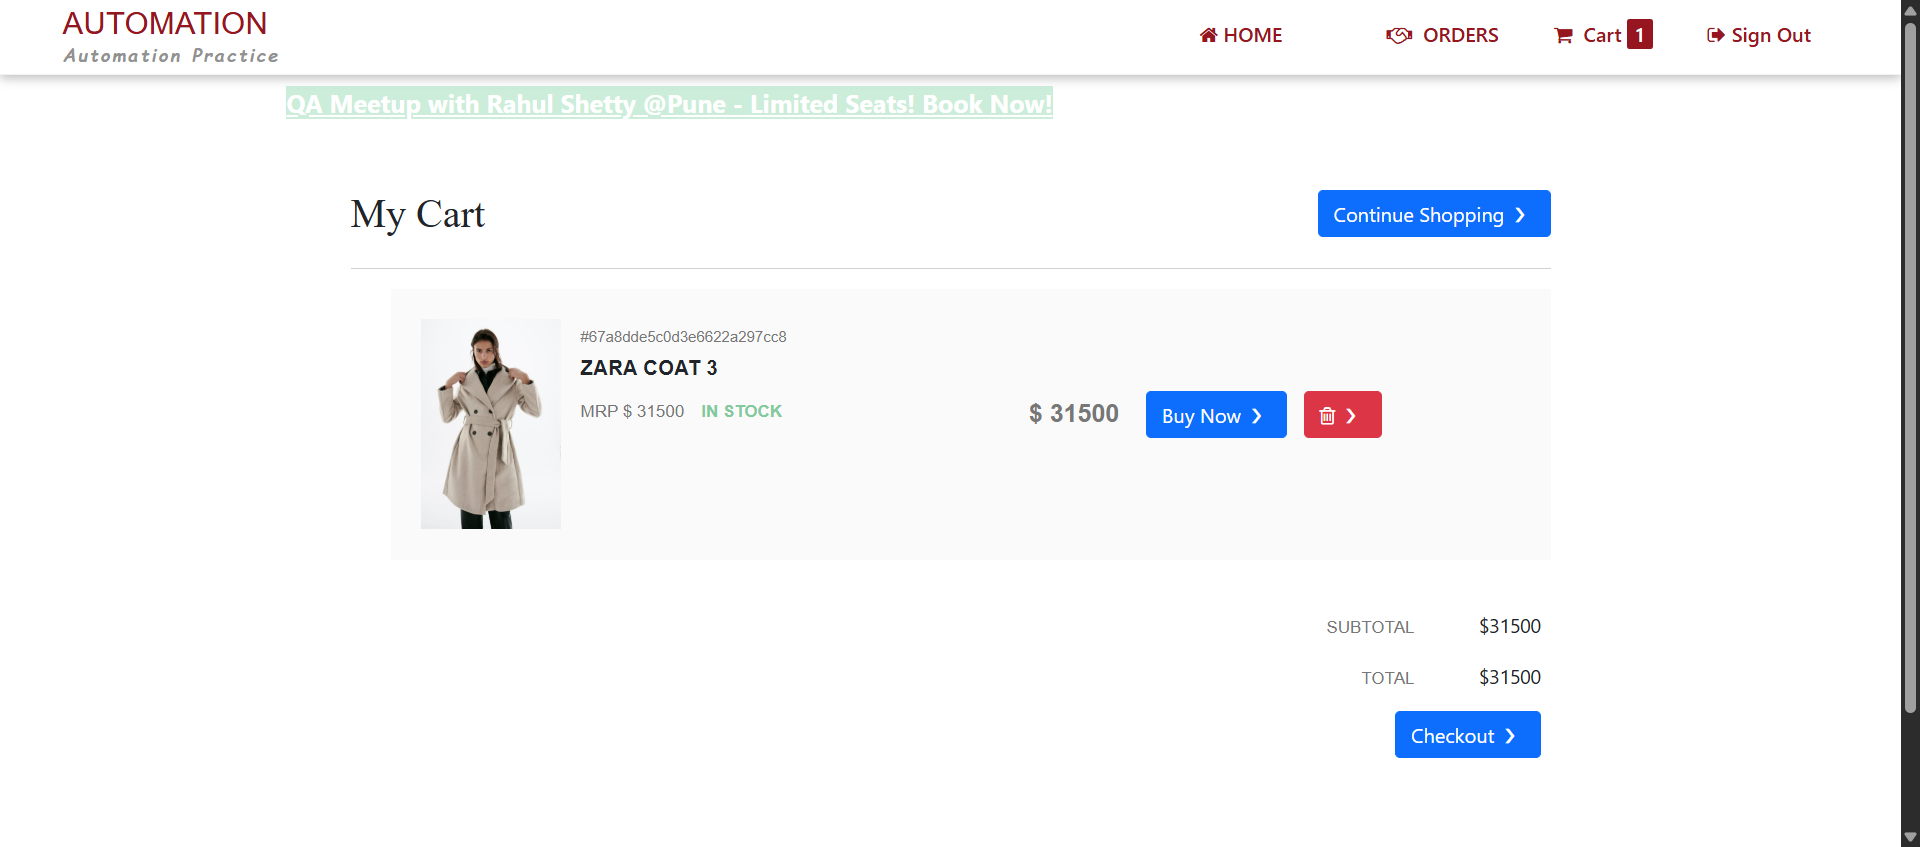 AUTOMATION
Automation Practice
HOME
ORDERS
Cart 1
Sign Out
QA Meetup with Rahul Shetty @Pune - Limited Seats! Book Now!
My Cart
Continue Shopping ❯
#67a8dde5c0d3e6622a297cc8
ZARA COAT 3
MRP $ 31500 IN STOCK
$ 31500
Buy Now ❯
❯
SUBTOTAL $31500
TOTAL $31500
Checkout ❯